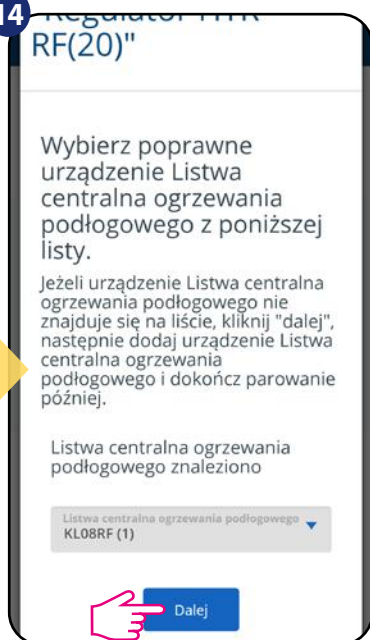 14
"Regulator HTR-
RF(20)"
Wybierz poprawne
urządzenie Listwa
centralna ogrzewania
podłogowego z poniższej
listy.
Jeżeli urządzenie Listwa centralna
ogrzewania podłogowego nie
znajduje się na liście, kliknij "dalej",
następnie dodaj urządzenie Listwa
centralna ogrzewania
podłogowego i dokończ parowanie
później.
Listwa centralna ogrzewania
podłogowego znaleziono
Listwa centralna ogrzewania podłogowego
KL08RF (1)
Dalej